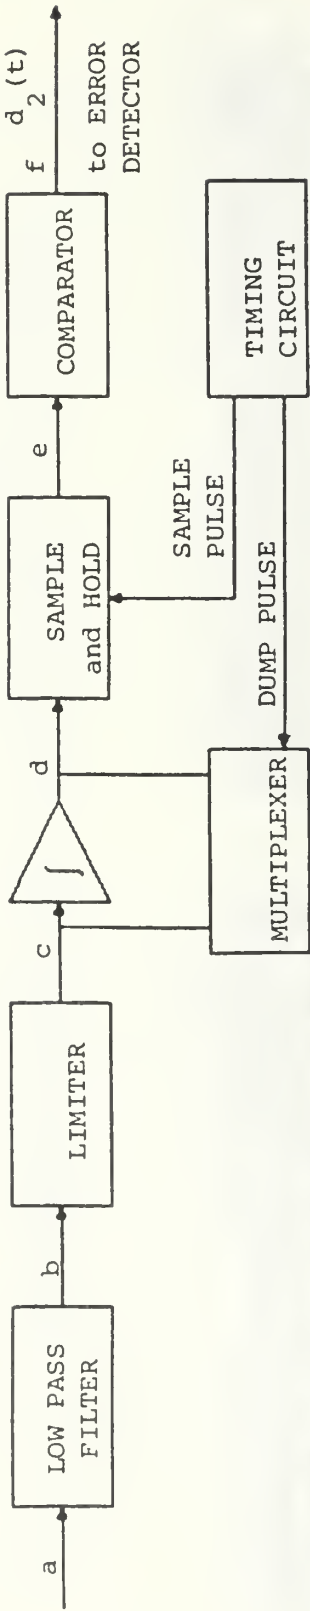 a
LOW PASS
FILTER
b
LIMITER
c
∫
d
SAMPLE
and HOLD
e
COMPARATOR
f d₂(t)
to ERROR
DETECTOR
MULTIPLEXER
DUMP PULSE
SAMPLE
PULSE
TIMING
CIRCUIT